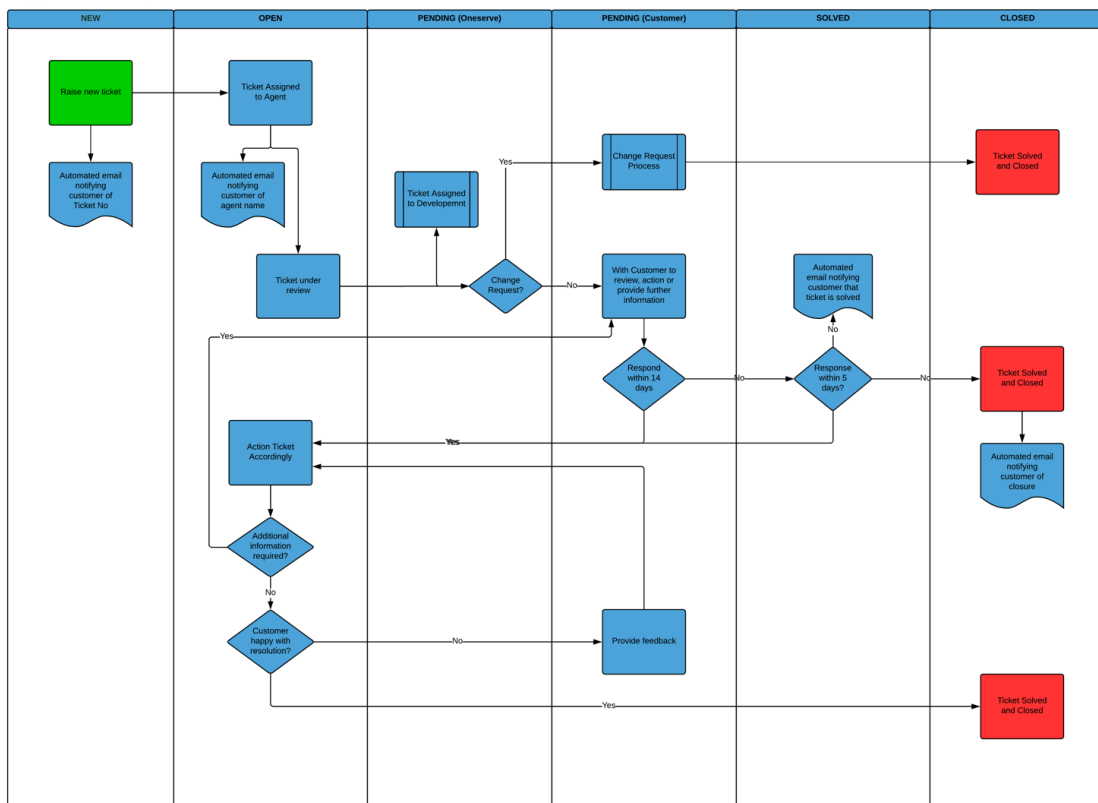 NEW
OPEN
PENDING (Oneserve)
PENDING (Customer)
SOLVED
CLOSED
Raise new ticket
Ticket Assigned
to Agent
Automated email
notifying
customer of
Ticket No
Automated email
notifying
customer of
agent name
Ticket Assigned
to Developemnt
Yes
Change Request
Priocess
Ticket Solved
and Closed
Ticket under
review
Change
Request?
No
With Customer to
review, action or
provide further
information
Automated
email notifying
customer that
ticket is solved
Yes
No
Respond
within 14
days
No
Response
within 5
days?
No
Ticket Solved
and Closed
Action Ticket
Accordingly
Yes
Yes
Automated email
notifying
customer of
closure
Additional
information
required?
No
Customer
happy with
resolution?
No
Provide feedback
Yes
Ticket Solved
and Closed